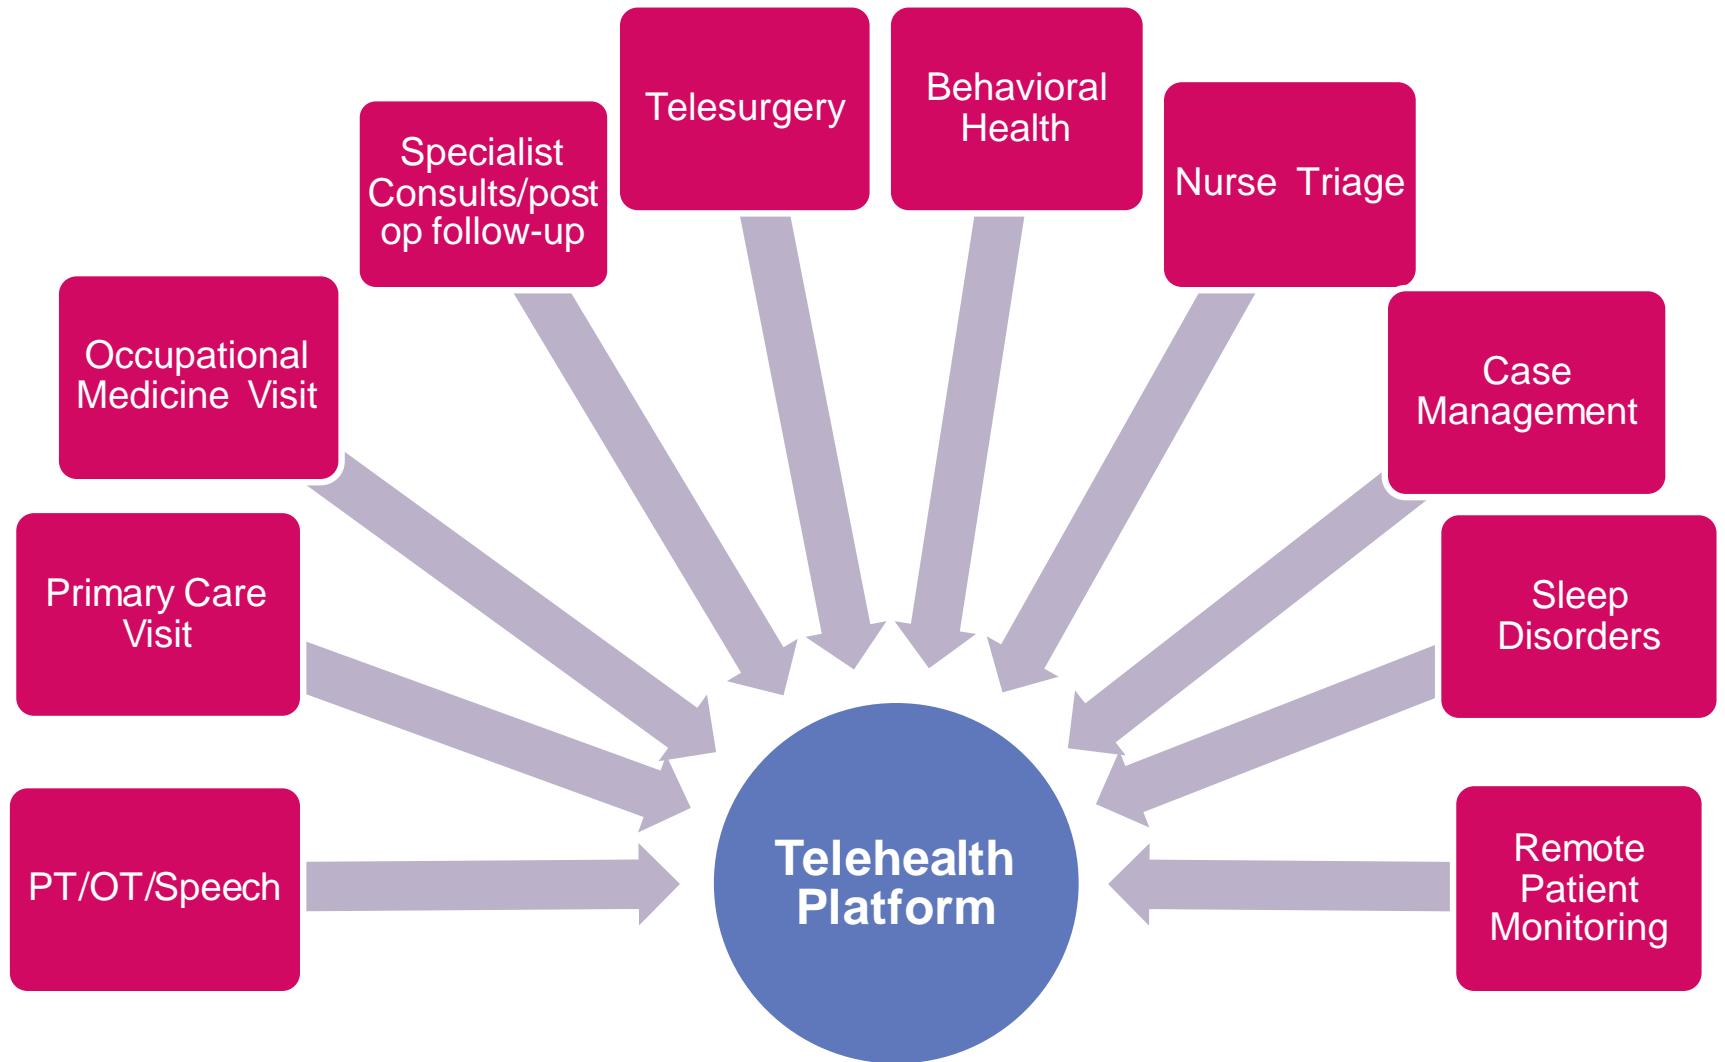 Telesurgery
Behavioral
Health
Specialist
Consults/post
op follow-up
Nurse Triage
Occupational
Medicine Visit
Case
Management
Primary Care
Visit
Sleep
Disorders
PT/OT/Speech
Telehealth
Platform
Remote
Patient
Monitoring